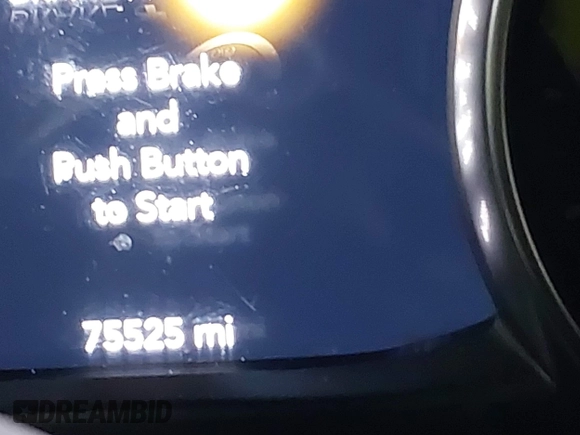 Press Brake
and
Push Button
to Start
75525 mi
DREAMBID